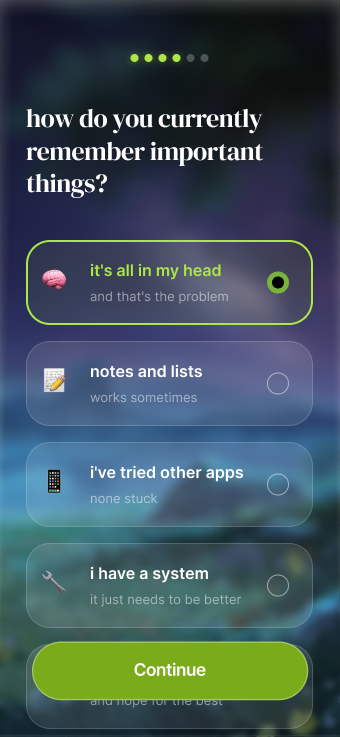 how do you currently
remember important
things?
it's all in my head
and that's the problem
notes and lists
works sometimes
i've tried other apps
none stuck
i have a system
it just needs to be better
Continue
and hope for the best